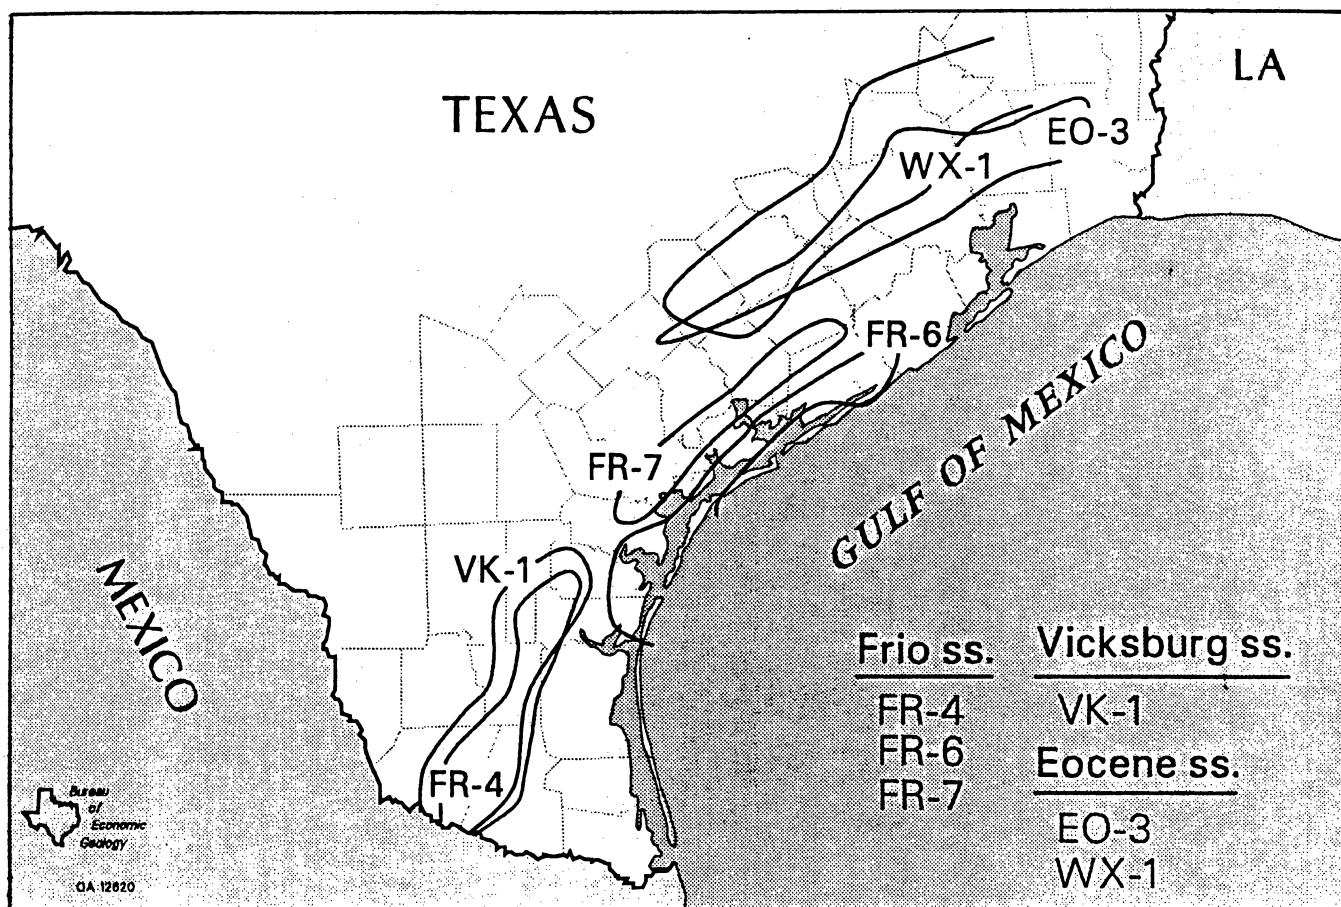 TEXAS
LA
EO-3
WX-1
FR-6
FR-7
GULF OF MEXICO
VK-1
MEXICO
FR-4
Frio ss.
FR-4
FR-6
FR-7
Vicksburg ss.
VK-1
Eocene ss.
EO-3
WX-1
Bureau
of
Economic
Geology
QA 12620